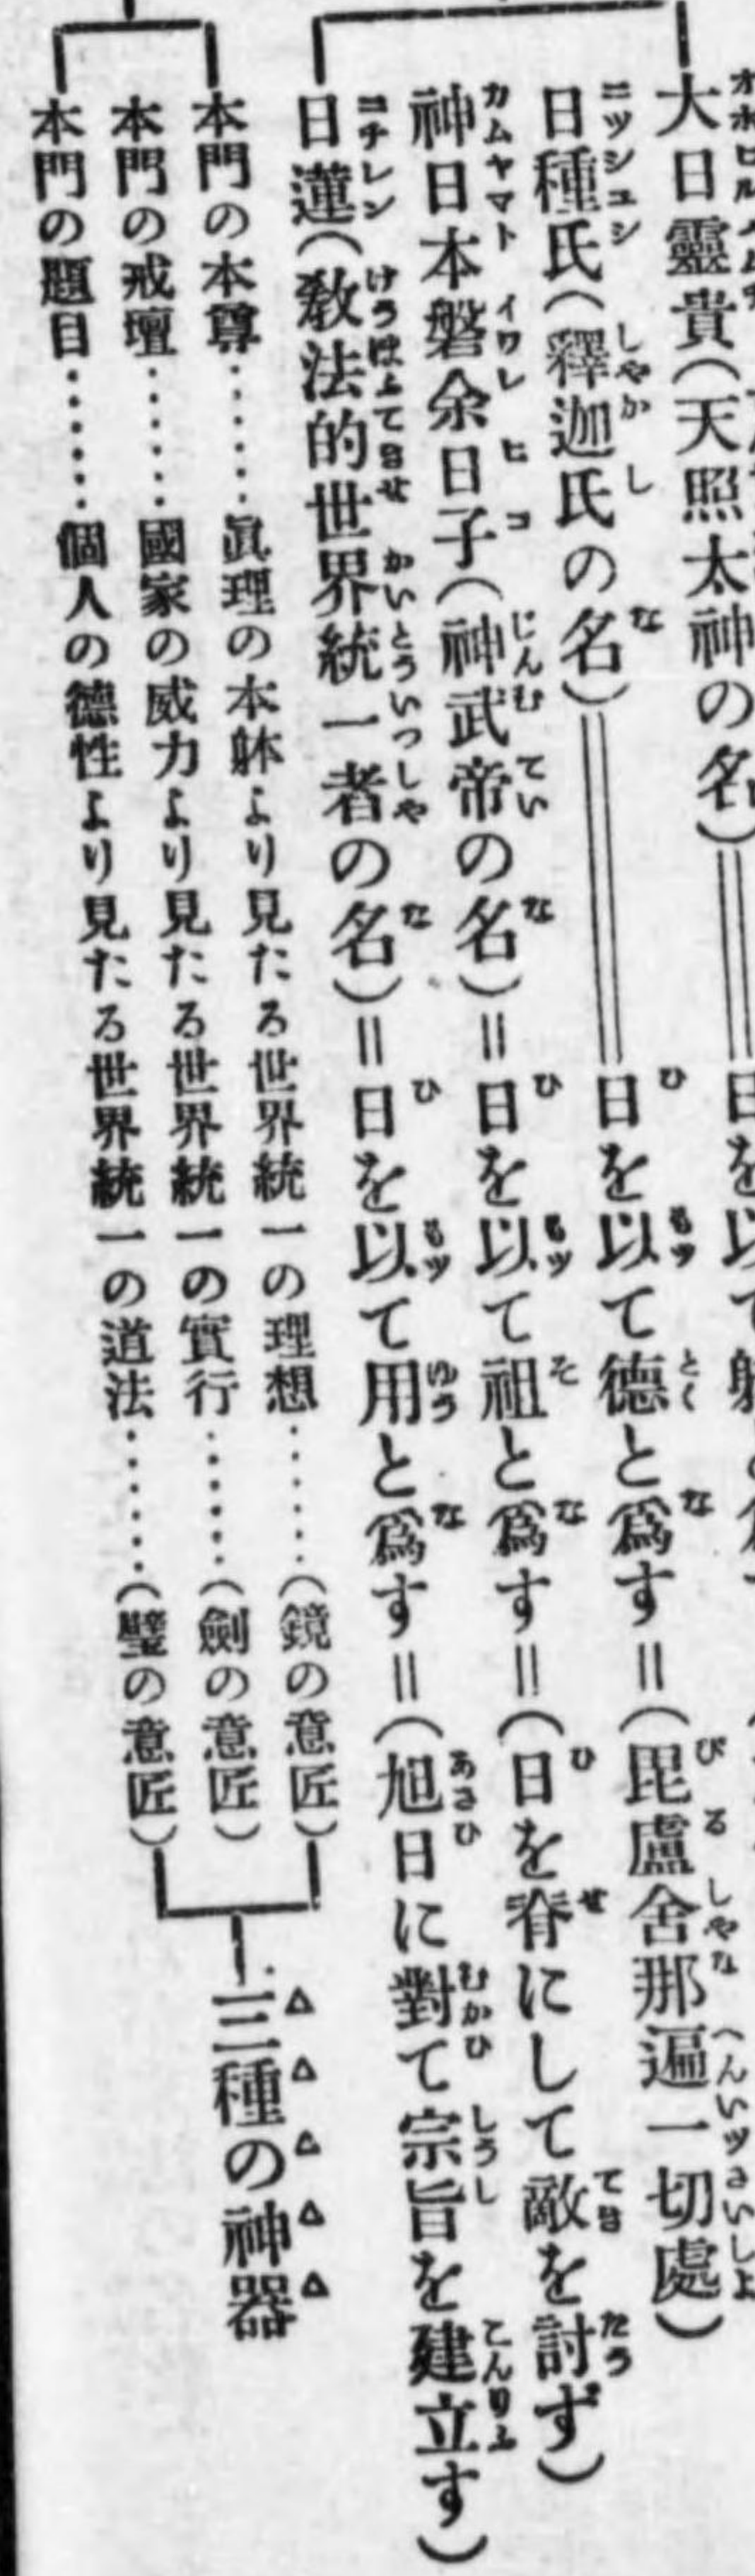 大日靈貴(天照太神の名)＝日を以て
日種氏(釋迦氏の名)＝日を以て德と爲す＝(毘盧舍那遍一切處)
神日本磐余日子(神武帝の名)＝日を以て祖と爲す＝(日を脊にして敵を討ず)
日蓮(敎法的世界統一者の名)＝日を以て用と爲す＝(旭日に對て宗旨を建立す)
本門の本尊……眞理の本躰より見たる世界統一の理想……(鏡の意匠)
本門の戒壇……國家の威力より見たる世界統一の實行……(劍の意匠)
本門の題目……個人の德性より見たる世界統一の道法……(璧の意匠)
三種の神器